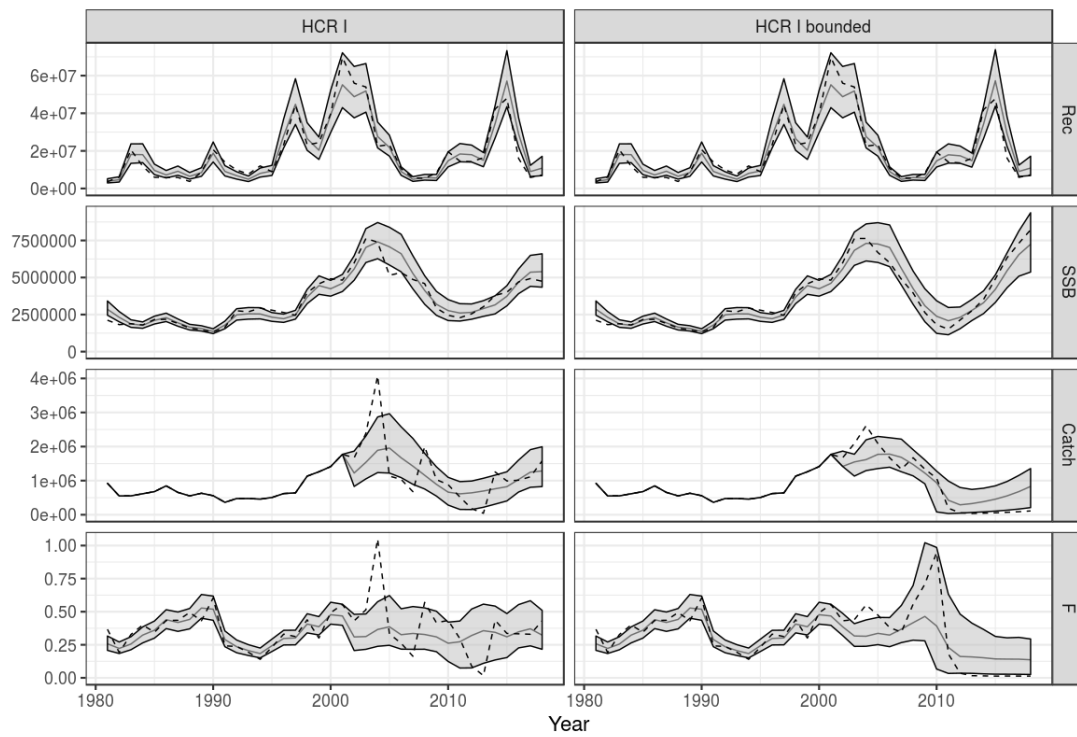 HCR I
HCR I bounded
6e+07
4e+07
2e+07
0e+00
Rec
7500000
5000000
2500000
0
SSB
4e+06
3e+06
2e+06
1e+06
0e+00
Catch
1.00
0.75
0.50
0.25
0.00
F
1980 1990 2000 2010 1980 1990 2000 2010
Year